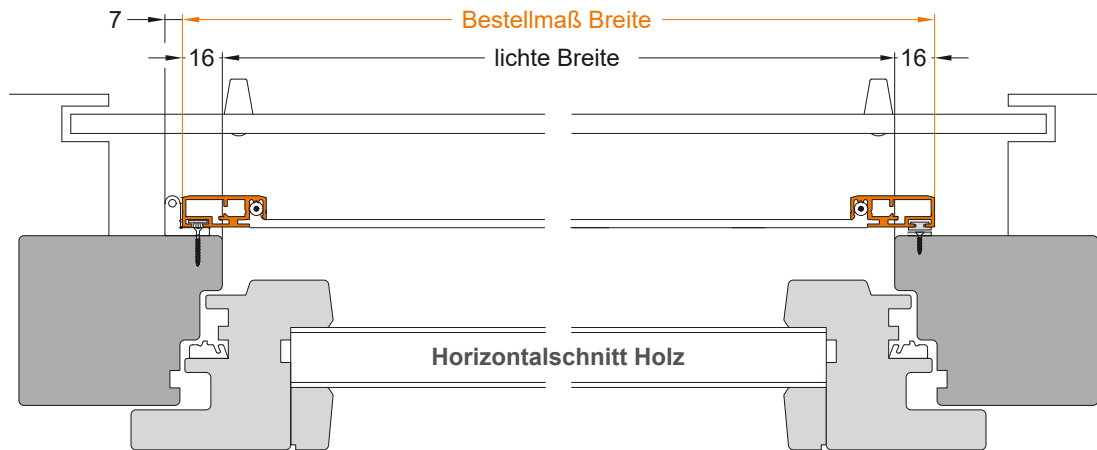 7
Bestellmaß Breite
16
lichte Breite
16
Horizontalschnitt Holz